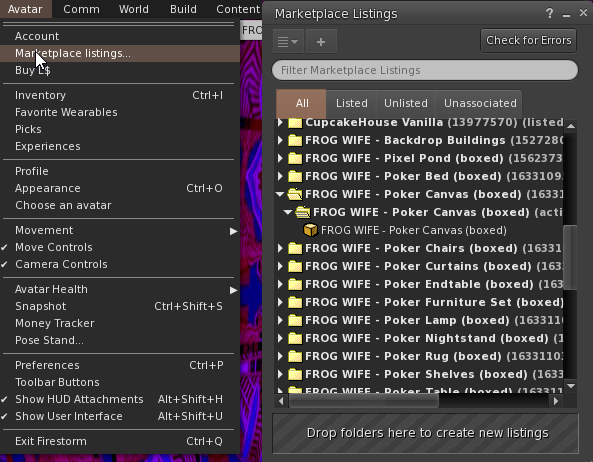 Avatar Comm World Build Content
Account
Marketplace listings...
Buy L$
Inventory Ctrl+I
Favorite Wearables
Picks
Experiences
Profile
Appearance Ctrl+O
Choose an avatar
Movement
Move Controls
Camera Controls
Avatar Health
Snapshot Ctrl+Shift+S
Money Tracker
Pose Stand...
Preferences Ctrl+P
Toolbar Buttons
Show HUD Attachments Alt+Shift+H
Show User Interface Alt+Shift+U
Exit Firestorm Ctrl+Q
FRO
Marketplace Listings
Check for Errors
Filter Marketplace Listings
All Listed Unlisted Unassociated
CupcakeHouse Vanilla (13977570) (listed
FROG WIFE - Backdrop Buildings (152728
FROG WIFE - Pixel Pond (boxed) (1562373
FROG WIFE - Poker Bed (boxed) (1633109
FROG WIFE - Poker Canvas (boxed) (1633
FROG WIFE - Poker Canvas (boxed) (acti
FROG WIFE - Poker Canvas (boxed)
FROG WIFE - Poker Chairs (boxed) (16331
FROG WIFE - Poker Curtains (boxed) (163
FROG WIFE - Poker Endtable (boxed) (163
FROG WIFE - Poker Furniture Set (boxed)
FROG WIFE - Poker Lamp (boxed) (163311
FROG WIFE - Poker Nightstand (boxed) (1
FROG WIFE - Poker Rug (boxed) (1633110
FROG WIFE - Poker Shelves (boxed) (1633
FROG WIFE - Poker Table (boxed) (16331
Drop folders here to create new listings